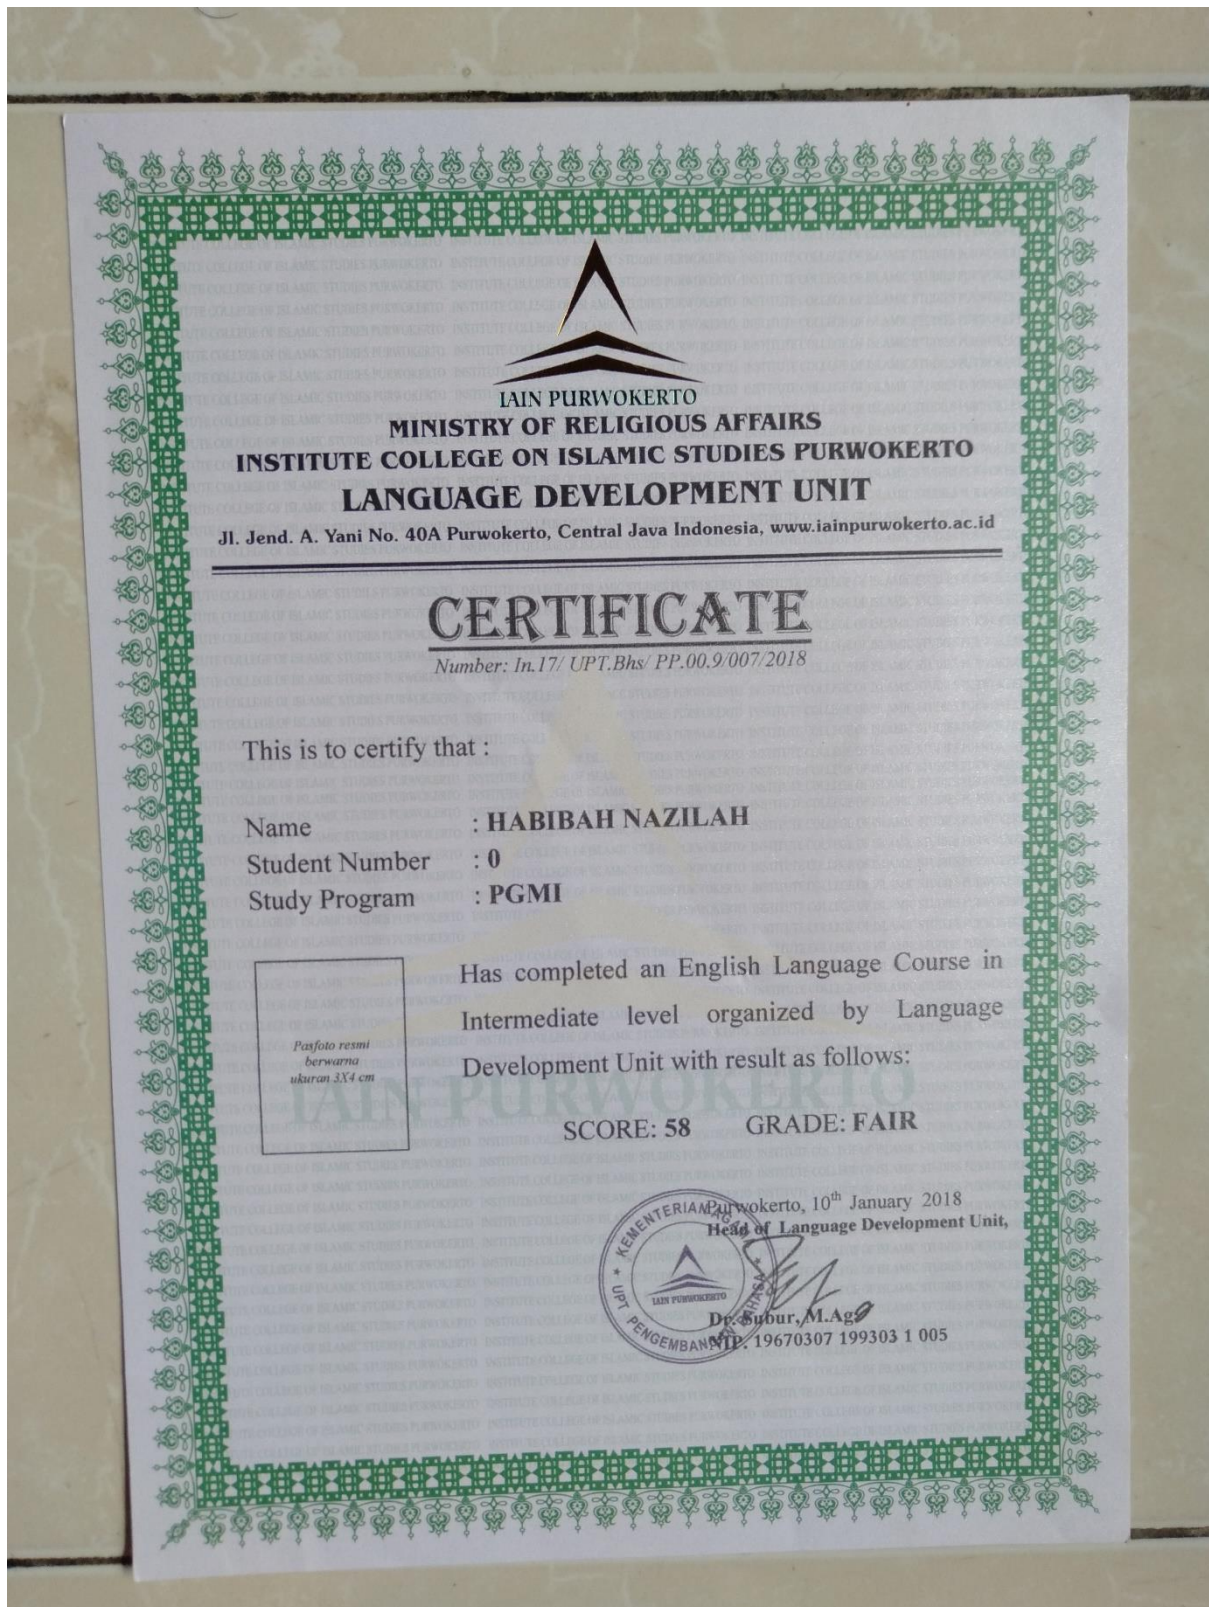 IAIN PURWOKERTO
MINISTRY OF RELIGIOUS AFFAIRS
INSTITUTE COLLEGE ON ISLAMIC STUDIES PURWOKERTO
LANGUAGE DEVELOPMENT UNIT
Jl. Jend. A. Yani No. 40A Purwokerto, Central Java Indonesia, www.iainpurwokerto.ac.id
CERTIFICATE
Number: In.17/ UPT.Bhs/ PP.00.9/007/2018
This is to certify that :
Name : HABIBAH NAZILAH
Student Number : 0
Study Program : PGMI
Has completed an English Language Course in
Intermediate level organized by Language
Development Unit with result as follows:
Pasfoto resmi
berwarna
ukuran 3X4 cm
IAIN PURWOKERTO
SCORE: 58 GRADE: FAIR
Purwokerto, 10th January 2018
Head of Language Development Unit,
KEMENTERIAN AGAMA
IAIN PURWOKERTO
UPT PENGEMBANGAN BAHASA
Dr. Subur, M.Ag
NIP. 19670307 199303 1 005